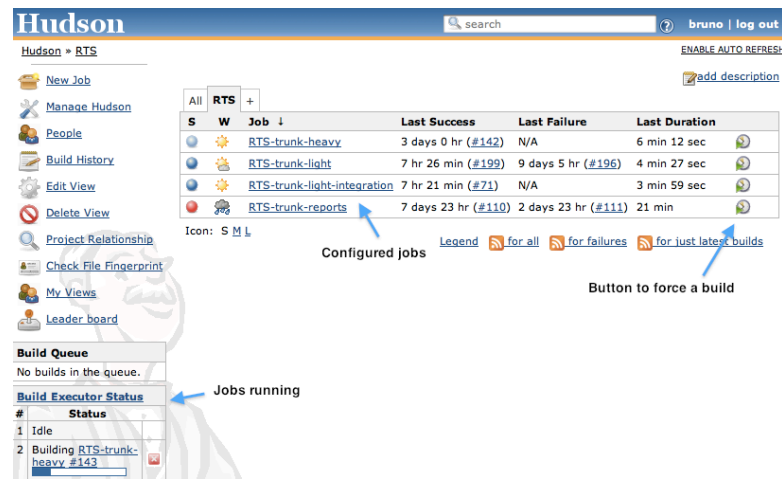 Hudson
search
bruno | log out
Hudson » RTS
ENABLE AUTO REFRESH
New Job
Manage Hudson
People
Build History
Edit View
Delete View
Project Relationship
Check File Fingerprint
My Views
Leader board
add description
All RTS +
S W Job ↓ Last Success Last Failure Last Duration
RTS-trunk-heavy 3 days 0 hr (#142) N/A 6 min 12 sec
RTS-trunk-light 7 hr 26 min (#199) 9 days 5 hr (#196) 4 min 27 sec
RTS-trunk-light-integration 7 hr 21 min (#71) N/A 3 min 59 sec
RTS-trunk-reports 7 days 23 hr (#110) 2 days 23 hr (#111) 21 min
Icon: S M L
Configured jobs
Legend for all for failures for just latest builds
Button to force a build
Build Queue
No builds in the queue.
Jobs running
Build Executor Status
# Status
1 Idle
2 Building RTS-trunk-
heavy #143